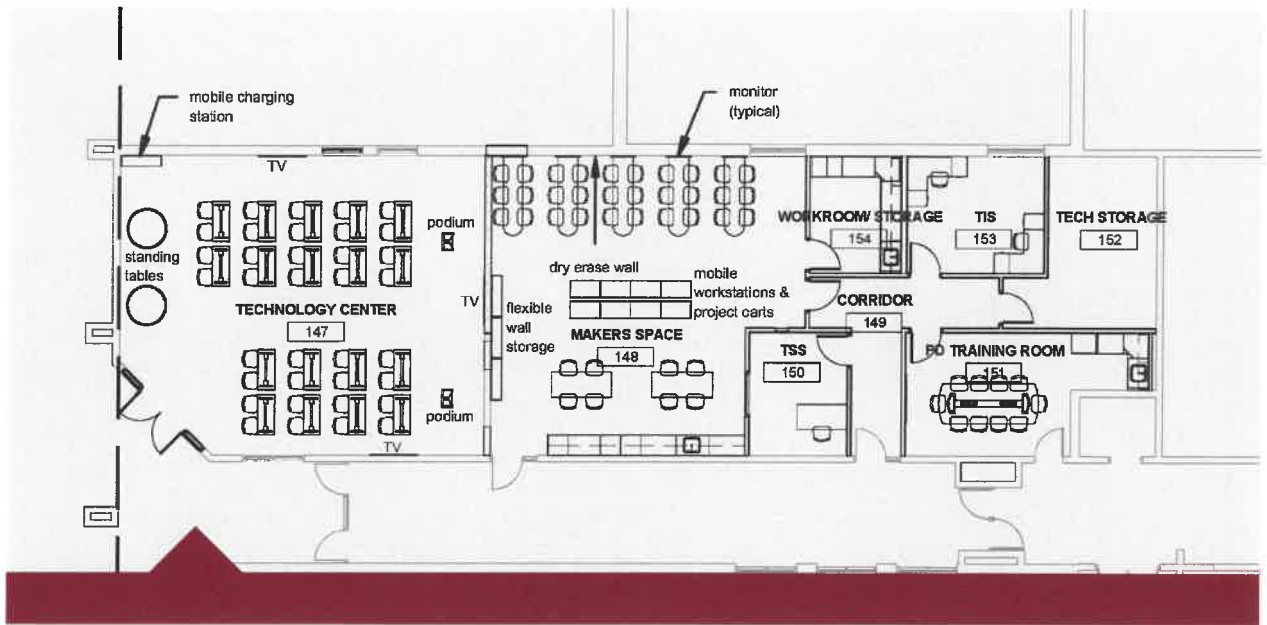 mobile charging
station
monitor
(typical)
TV
podium
standing
tables
TECHNOLOGY CENTER
147
TV
podium
TV
WORKROOM/ STORAGE
154
TIS
153
TECH STORAGE
152
dry erase wall
mobile
workstations &
project carts
flexible
wall
storage
MAKERS SPACE
148
CORRIDOR
149
TSS
150
PD TRAINING ROOM
151